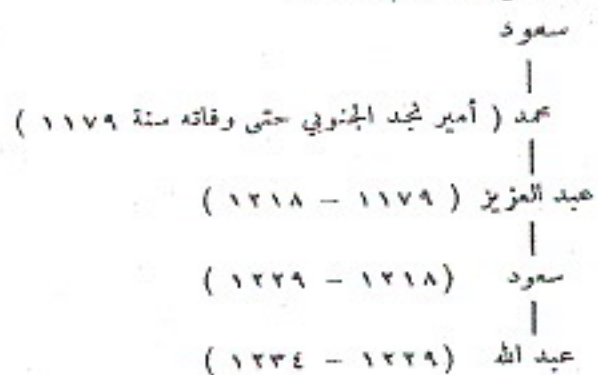 سعود
محمد ( أمير نجد الجنوبي حتى وفاته سنة ١١٧٩ )
عبد العزيز ( ١١٧٩ – ١٢١٨ )
سعود ( ١٢١٨ – ١٢٢٩ )
عبد الله ( ١٢٢٩ – ١٢٣٤ )